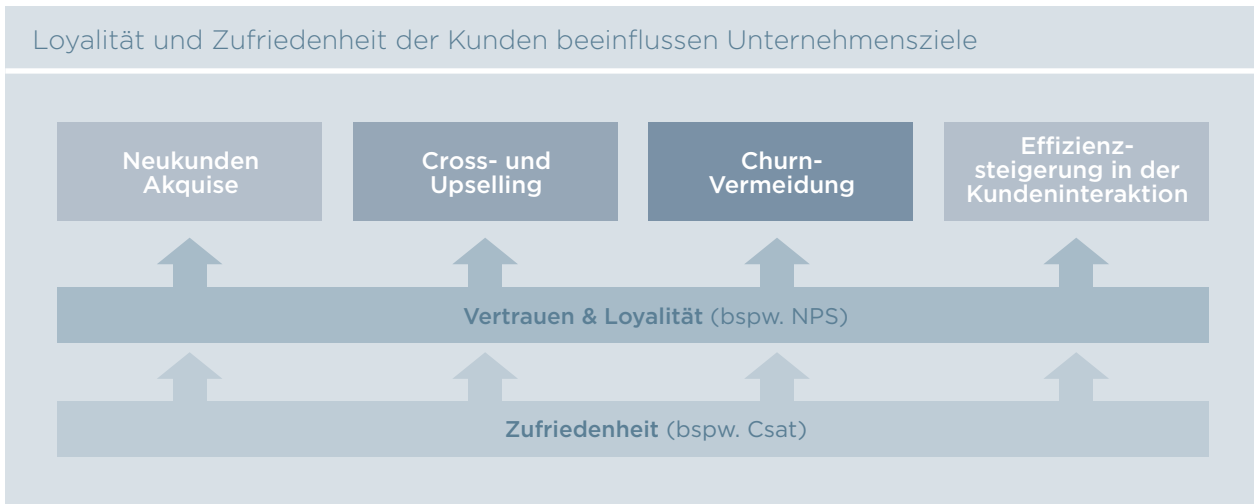 Loyalität und Zufriedenheit der Kunden beeinflussen Unternehmensziele
Neukunden
Akquise
Cross- und
Upselling
Churn-
Vermeidung
Effizienz-
steigerung in der
Kundeninteraktion
Vertrauen & Loyalität (bspw. NPS)
Zufriedenheit (bspw. Csat)